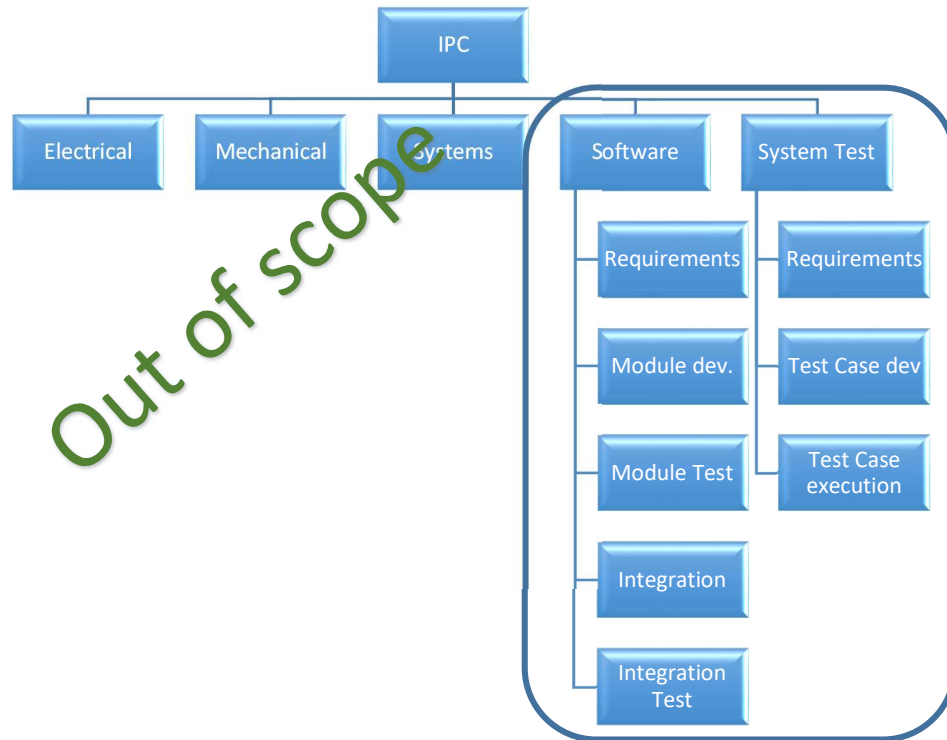 IPC
Electrical
Mechanical
Systems
Software
System Test
Out of scope
Requirements
Module dev.
Module Test
Integration
Integration
Test
Requirements
Test Case dev
Test Case
execution